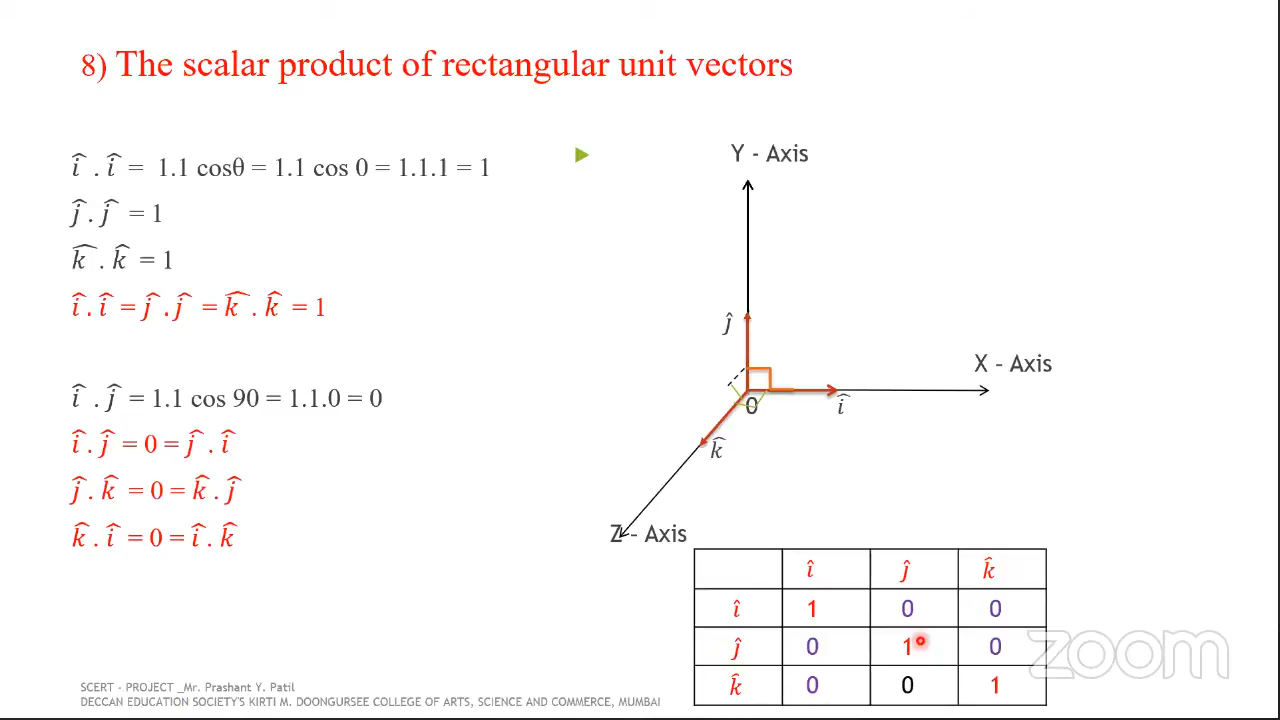 8) The scalar product of rectangular unit vectors
î . î = 1.1 cosθ = 1.1 cos 0 = 1.1.1 = 1
ĵ . ĵ = 1
k̂ . k̂ = 1
î . î = ĵ . ĵ = k̂ . k̂ = 1
î . ĵ = 1.1 cos 90 = 1.1.0 = 0
î . ĵ = 0 = ĵ . î
ĵ . k̂ = 0 = k̂ . ĵ
k̂ . î = 0 = î . k̂
Y - Axis
ĵ
X - Axis
0
î
k̂
Z - Axis
î ĵ k̂
î 1 0 0
ĵ 0 1 0
k̂ 0 0 1
zoom
SCERT - PROJECT _Mr. Prashant Y. Patil
DECCAN EDUCATION SOCIETY'S KIRTI M. DOONGURSEE COLLEGE OF ARTS, SCIENCE AND COMMERCE, MUMBAI